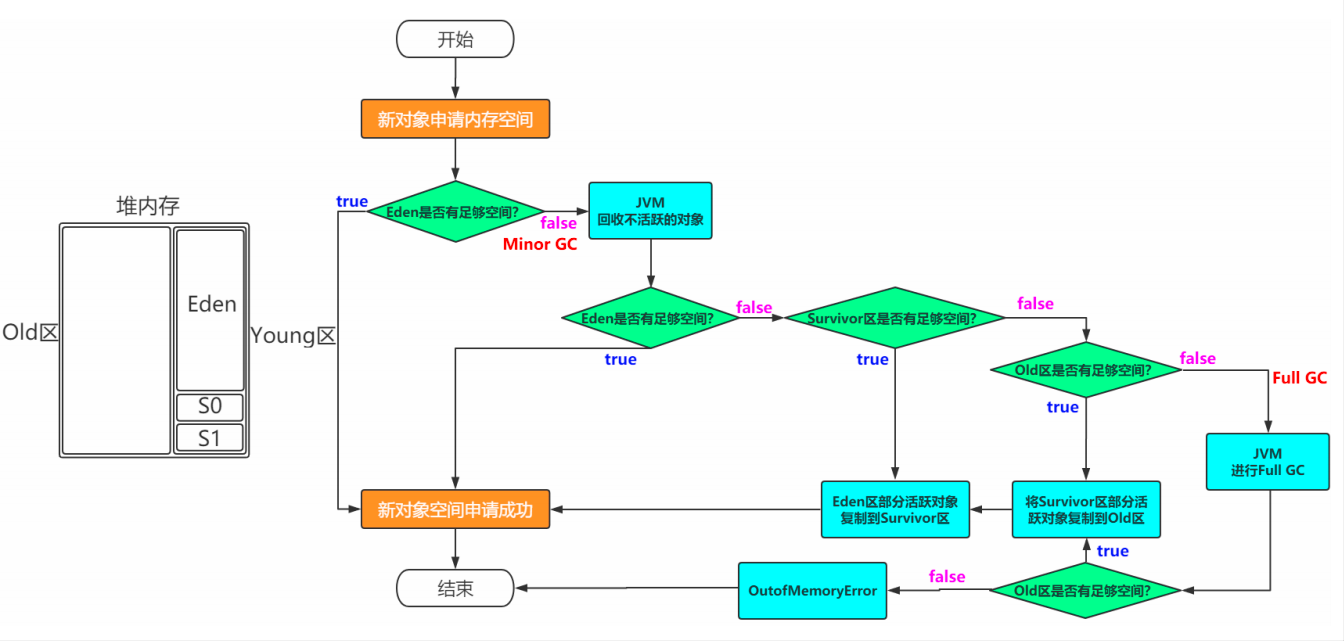 开始
新对象申请内存空间
true
Eden是否有足够空间?
false
Minor GC
JVM
回收不活跃的对象
堆内存
Eden
Old区
Young区
S0
S1
Eden是否有足够空间?
true
false
Survivor区是否有足够空间?
true
false
Old区是否有足够空间?
true
false
Full GC
JVM
进行Full GC
新对象空间申请成功
Eden区部分活跃对象
复制到Survivor区
将Survivor区部分活
跃对象复制到Old区
true
结束
OutofMemoryError
false
Old区是否有足够空间?